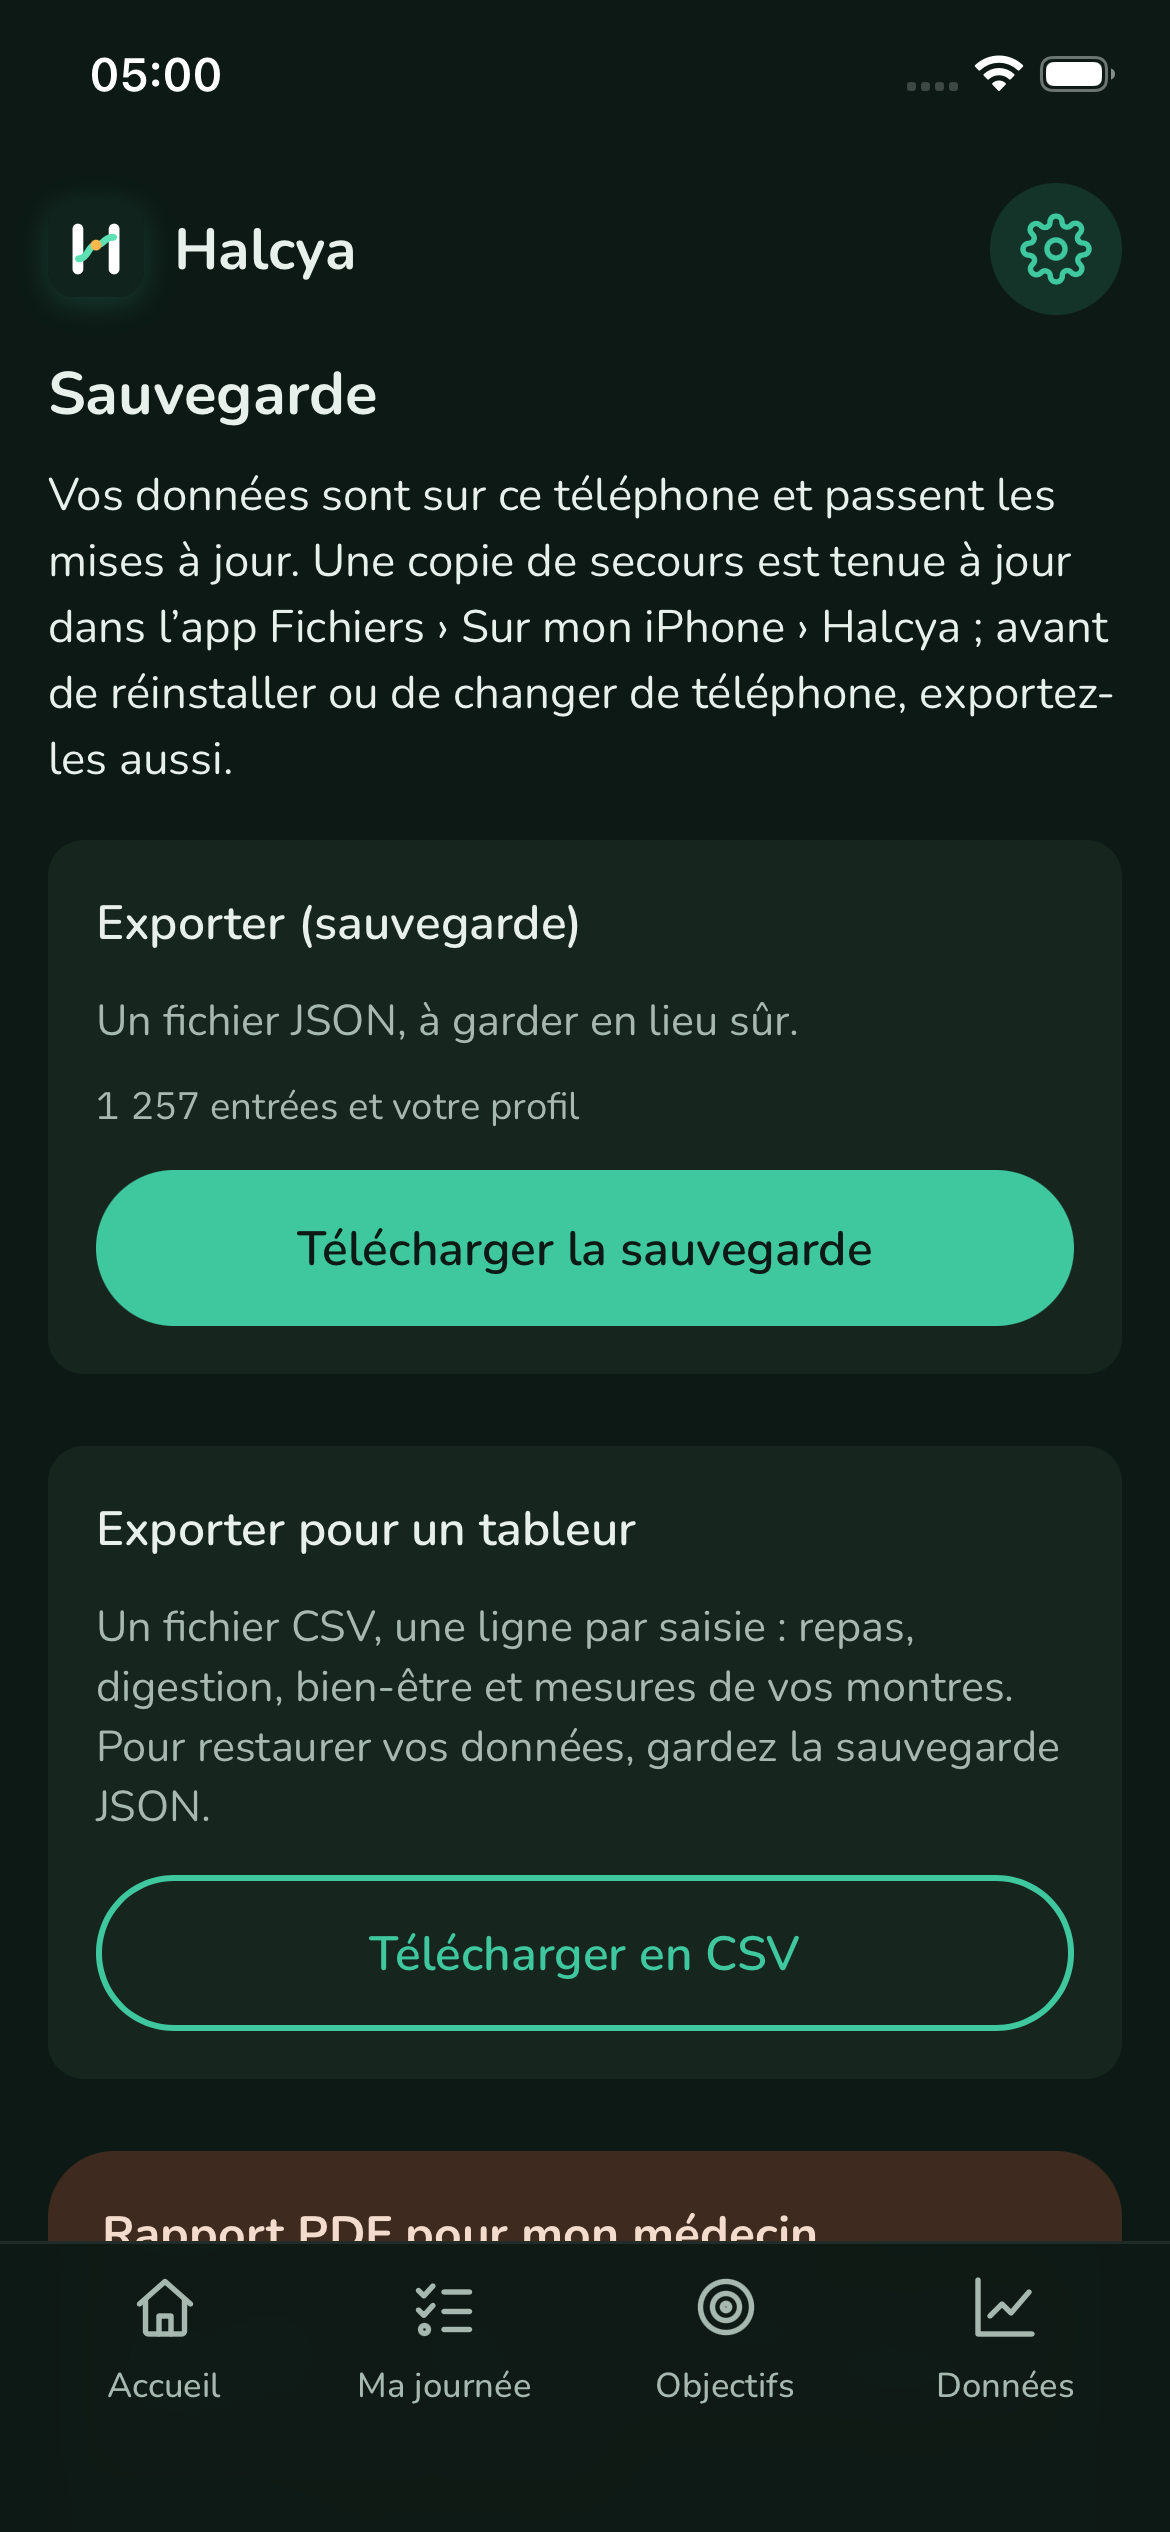 05:00
Halcya
Sauvegarde
Vos données sont sur ce téléphone et passent les
mises à jour. Une copie de secours est tenue à jour
dans l’app Fichiers › Sur mon iPhone › Halcya ; avant
de réinstaller ou de changer de téléphone, exportez-
les aussi.
Exporter (sauvegarde)
Un fichier JSON, à garder en lieu sûr.
1 257 entrées et votre profil
Télécharger la sauvegarde
Exporter pour un tableur
Un fichier CSV, une ligne par saisie : repas,
digestion, bien-être et mesures de vos montres.
Pour restaurer vos données, gardez la sauvegarde
JSON.
Télécharger en CSV
Rapport PDF pour mon médecin
Accueil
Ma journée
Objectifs
Données